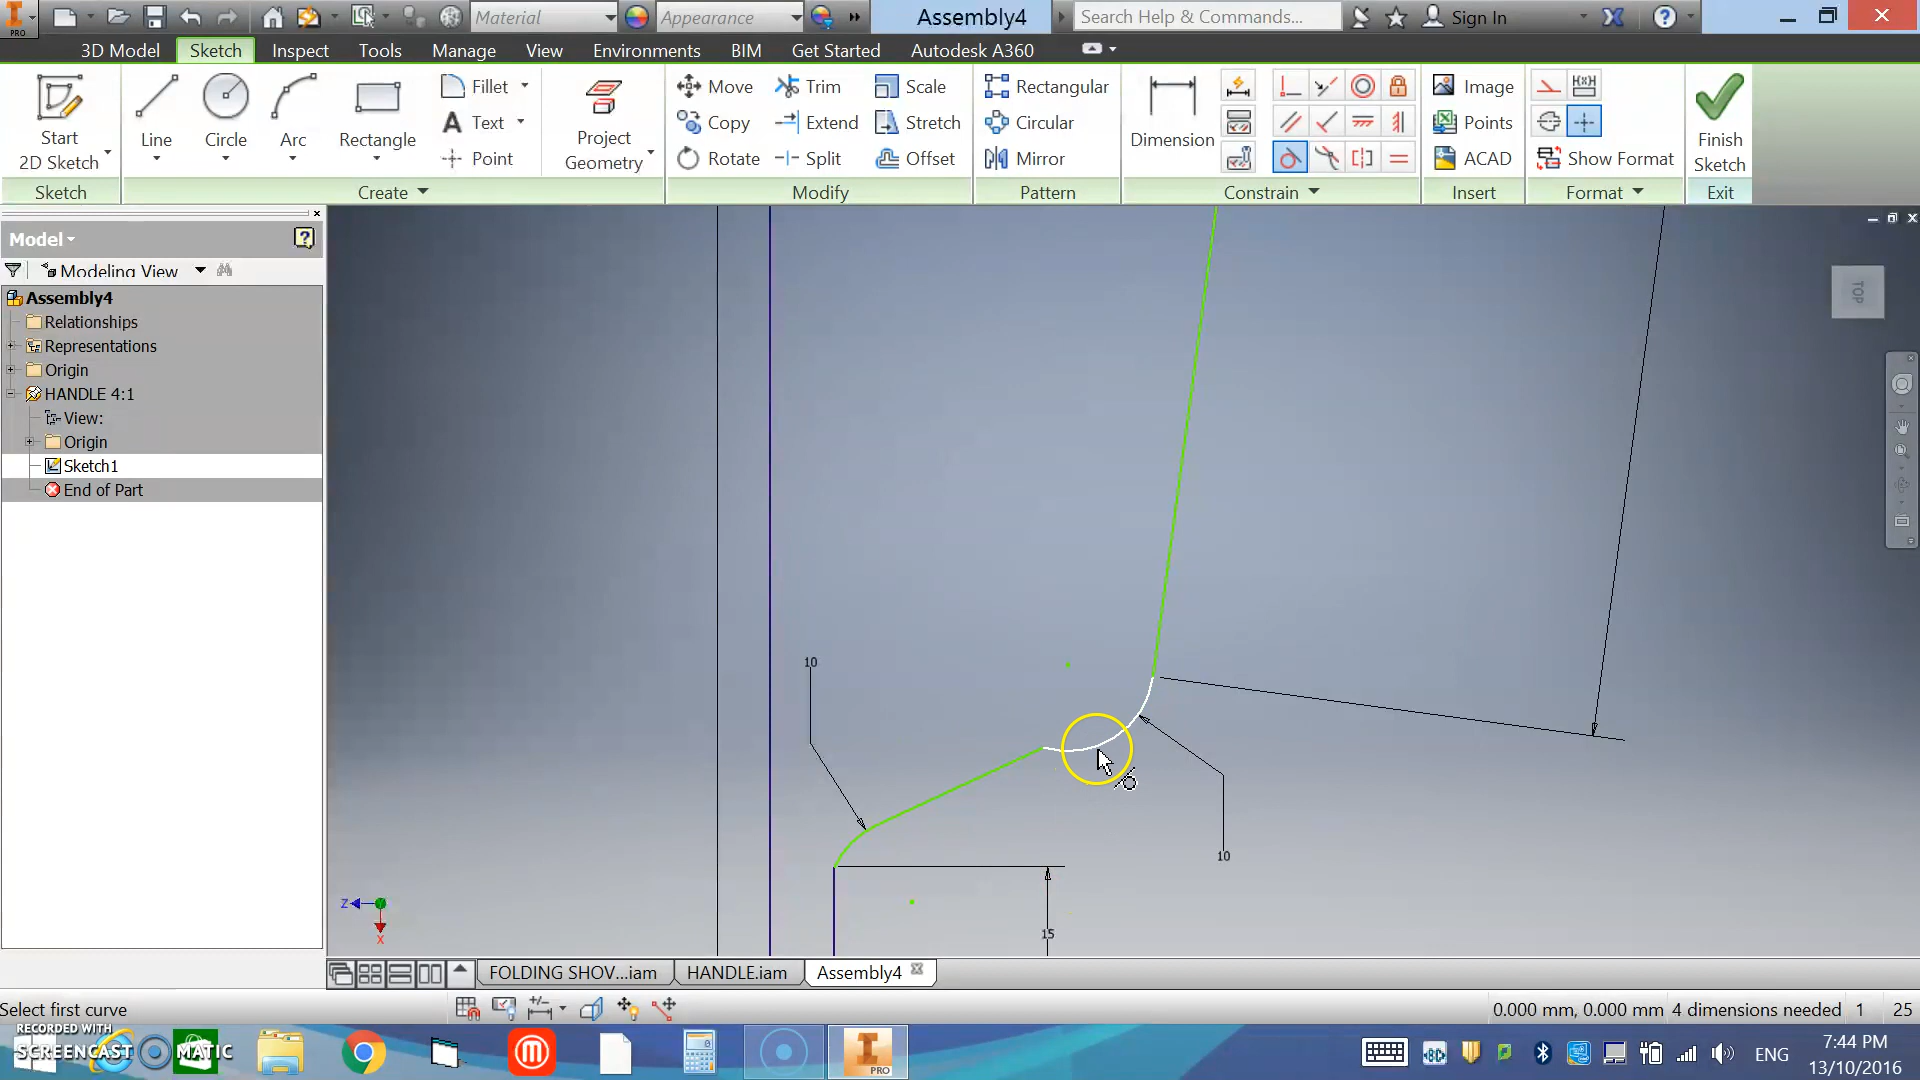 PRO
Material
Appearance
Assembly4
Search Help & Commands...
Sign In
3D Model
Sketch
Inspect
Tools
Manage
View
Environments
BIM
Get Started
Autodesk A360
Start
2D Sketch
Line
Circle
Arc
Rectangle
Fillet
Text
Point
Project
Geometry
Move
Copy
Rotate
Trim
Extend
Split
Scale
Stretch
Offset
Rectangular
Circular
Mirror
Dimension
Image
Points
ACAD
Show Format
Finish
Sketch
Sketch
Create
Modify
Pattern
Constrain
Insert
Format
Exit
Model
Modeling View
Assembly4
Relationships
Representations
Origin
HANDLE 4:1
View:
Origin
Sketch1
End of Part
TOP
10
10
15
Z
X
FOLDING SHOV...iam
HANDLE.iam
Assembly4
Select first curve
0.000 mm, 0.000 mm 4 dimensions needed 1 25
RECORDED WITH
SCREENCAST MATIC
PRO
ENG
7:44 PM
13/10/2016